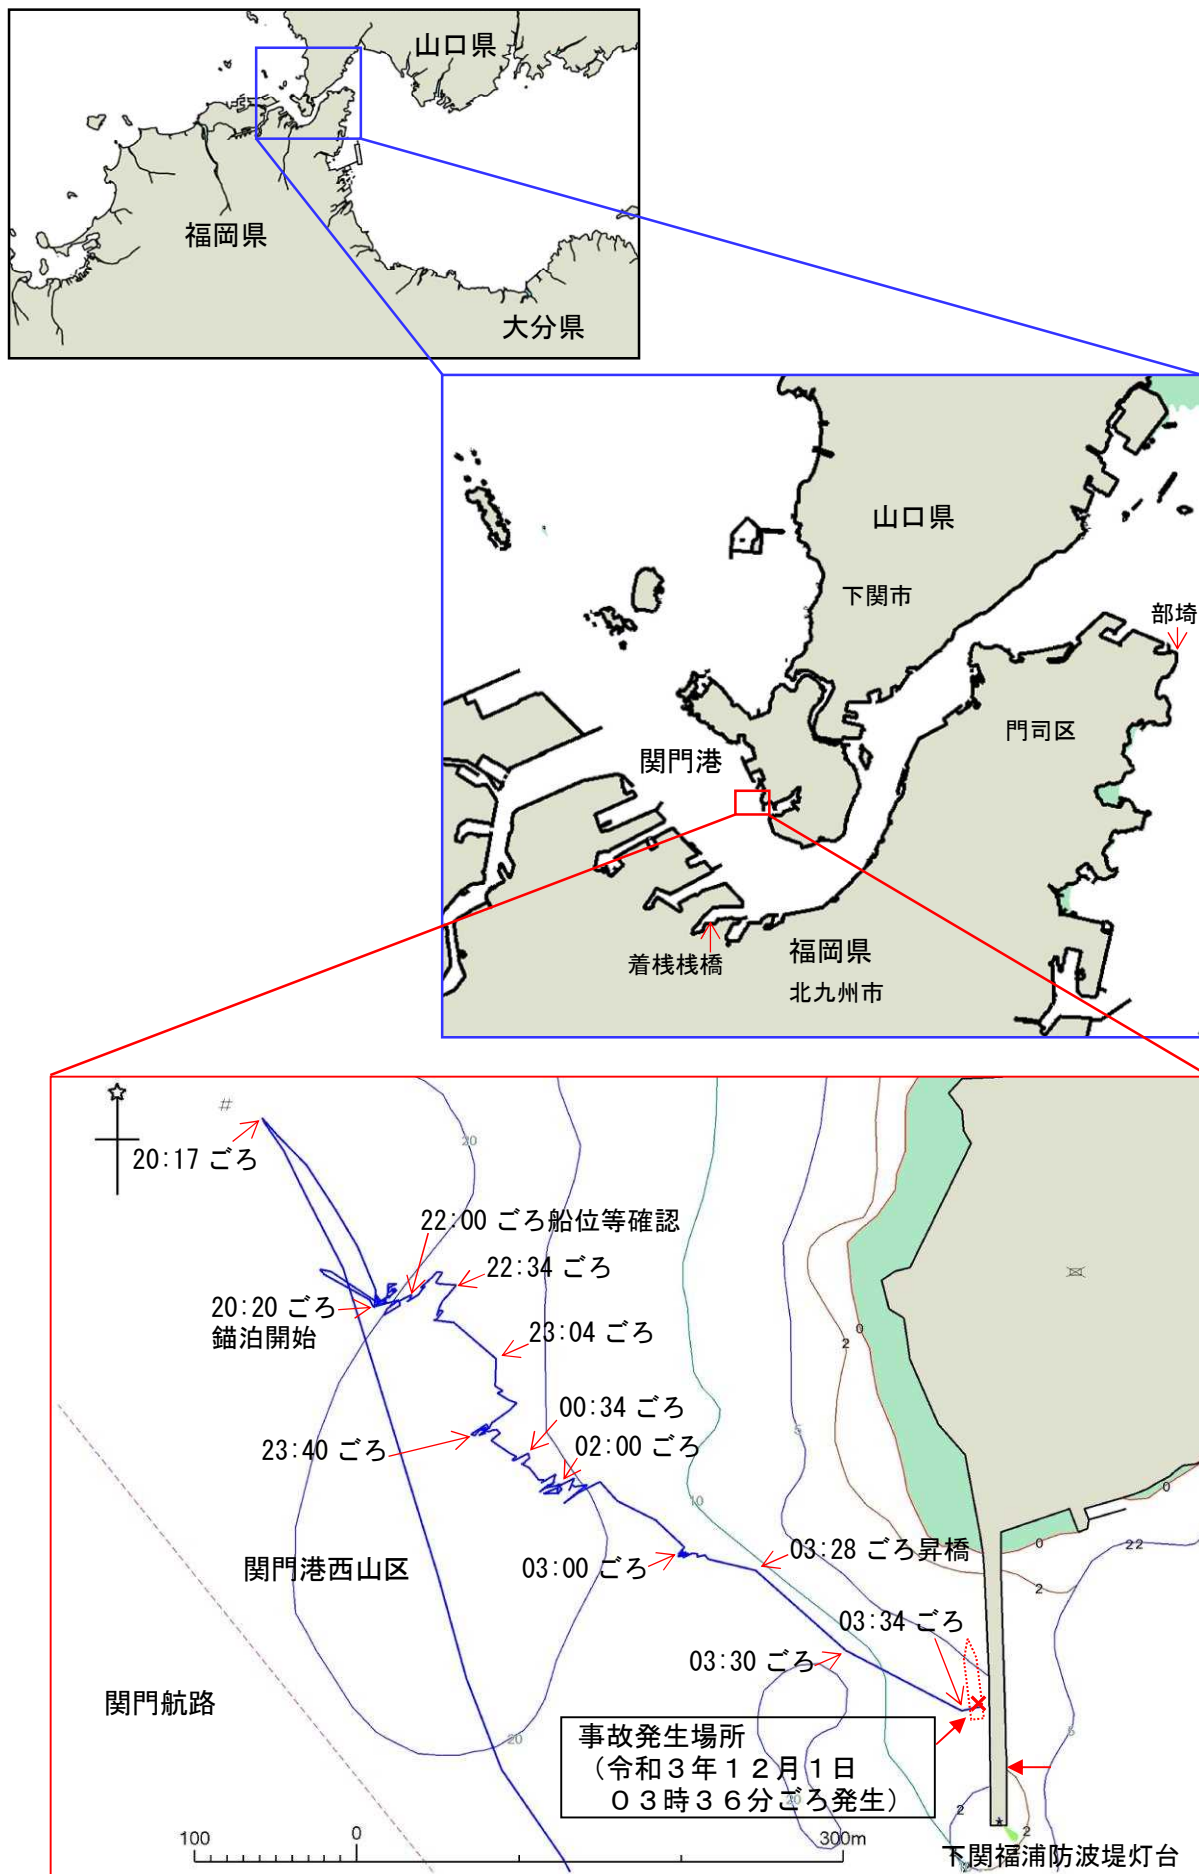 山口県
福岡県
大分県
山口県
下関市
部埼
門司区
関門港
着桟桟橋
福岡県
北九州市
#
20:17 ごろ
20
22:00 ごろ船位等確認
22:34 ごろ
20:20 ごろ
錨泊開始
23:04 ごろ
0
2
00:34 ごろ
5
23:40 ごろ
02:00 ごろ
10
0
関門港西山区
03:00 ごろ
03:28 ごろ昇橋
0
22
2
03:34 ごろ
03:30 ごろ
関門航路
20
事故発生場所
(令和3年12月1日
03時36分ごろ発生)
5
20
2
2
100
0
300m
下関福浦防波堤灯台